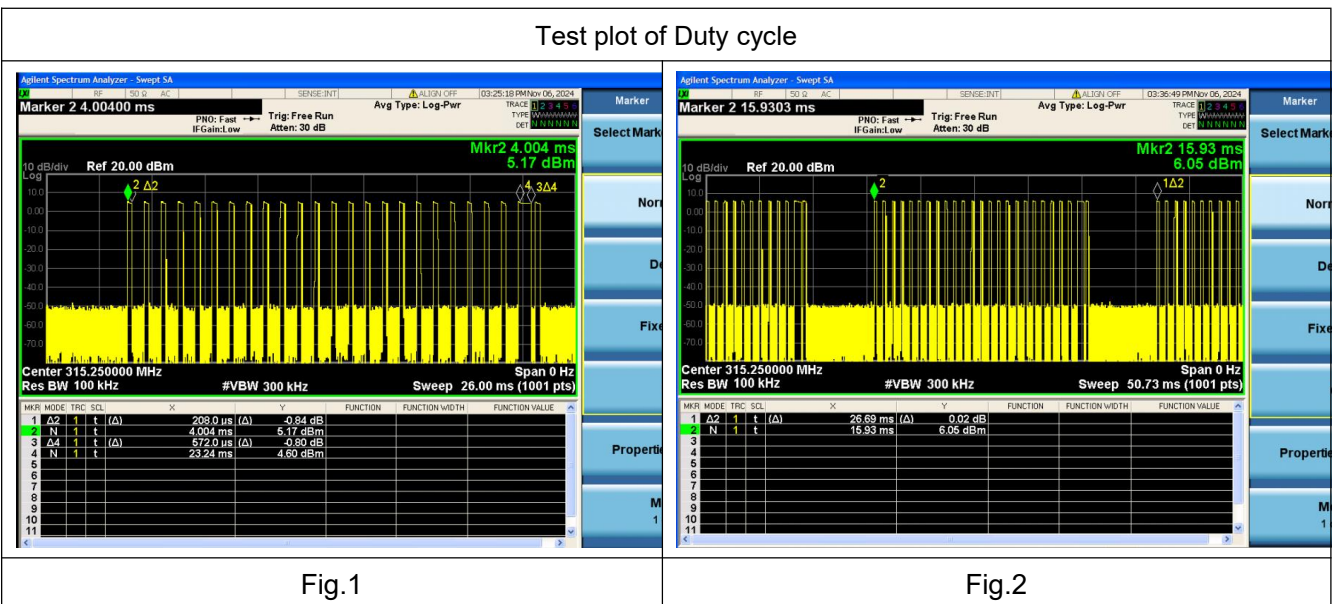 Test plot of Duty cycle
Agilent Spectrum Analyzer - Swept SA
RF 50 Ω AC SENSE:INT ALIGN OFF 03:25:18 PM Nov 06, 2024
Marker 2 4.00400 ms
Avg Type: Log-Pwr
TRACE 1 2 3 4 5 6
PNO: Fast Trig: Free Run
TYPE
IFGain:Low Atten: 30 dB
DET N N N N N N
Mkr2 4.004 ms
5.17 dBm
10 dB/div Ref 20.00 dBm
Log
2 Δ2
4 3Δ4
10.0
0.00
-10.0
-20.0
-30.0
-40.0
-50.0
-60.0
-70.0
Center 315.250000 MHz Span 0 Hz
Res BW 100 kHz #VBW 300 kHz Sweep 26.00 ms (1001 pts)
MKR MODE TRC SCL X Y FUNCTION FUNCTION WIDTH FUNCTION VALUE
1 Δ2 1 t (Δ) 208.0 µs (Δ) -0.84 dB
2 N 1 t 4.004 ms 5.17 dBm
3 Δ4 1 t (Δ) 572.0 µs (Δ) -0.80 dB
4 N 1 t 23.24 ms 4.60 dBm
5
6
7
8
9
10
11
Marker
Select Mark
Nor
De
Fixe
Properti
M
1
Fig.1
Agilent Spectrum Analyzer - Swept SA
RF 50 Ω AC SENSE:INT ALIGN OFF 03:36:49 PM Nov 06, 2024
Marker 2 15.9303 ms
Avg Type: Log-Pwr
TRACE 1 2 3 4 5 6
PNO: Fast Trig: Free Run
TYPE
IFGain:Low Atten: 30 dB
DET N N N N N N
Mkr2 15.93 ms
6.05 dBm
10 dB/div Ref 20.00 dBm
Log
2
1Δ2
10.0
0.00
-10.0
-20.0
-30.0
-40.0
-50.0
-60.0
-70.0
Center 315.250000 MHz Span 0 Hz
Res BW 100 kHz #VBW 300 kHz Sweep 50.73 ms (1001 pts)
MKR MODE TRC SCL X Y FUNCTION FUNCTION WIDTH FUNCTION VALUE
1 Δ2 1 t (Δ) 26.69 ms (Δ) 0.02 dB
2 N 1 t 15.93 ms 6.05 dBm
3
4
5
6
7
8
9
10
11
Marker
Select Mark
Nor
De
Fixe
Properti
M
1
Fig.2